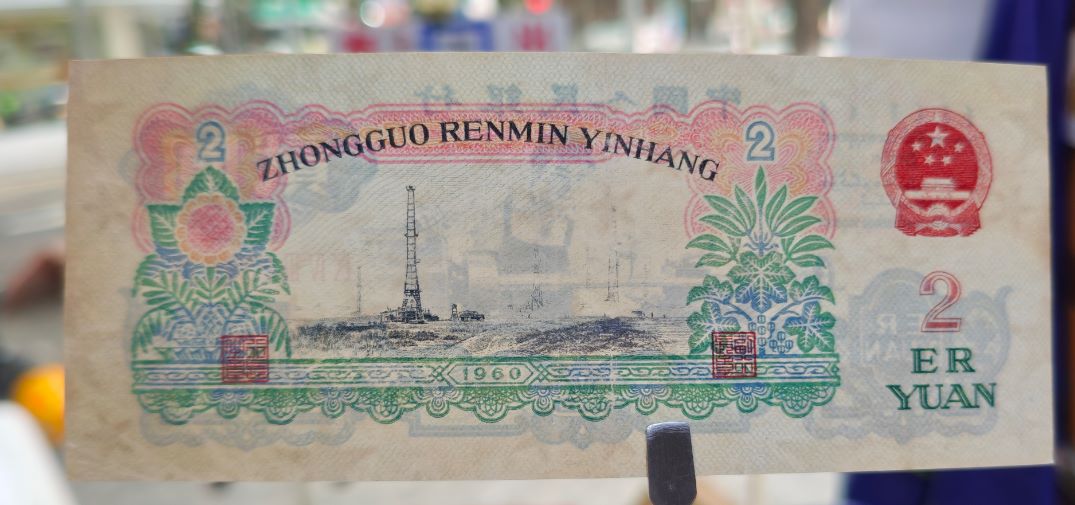 2
2
ZHONGGUO RENMIN YINHANG
2
ER
YUAN
1960